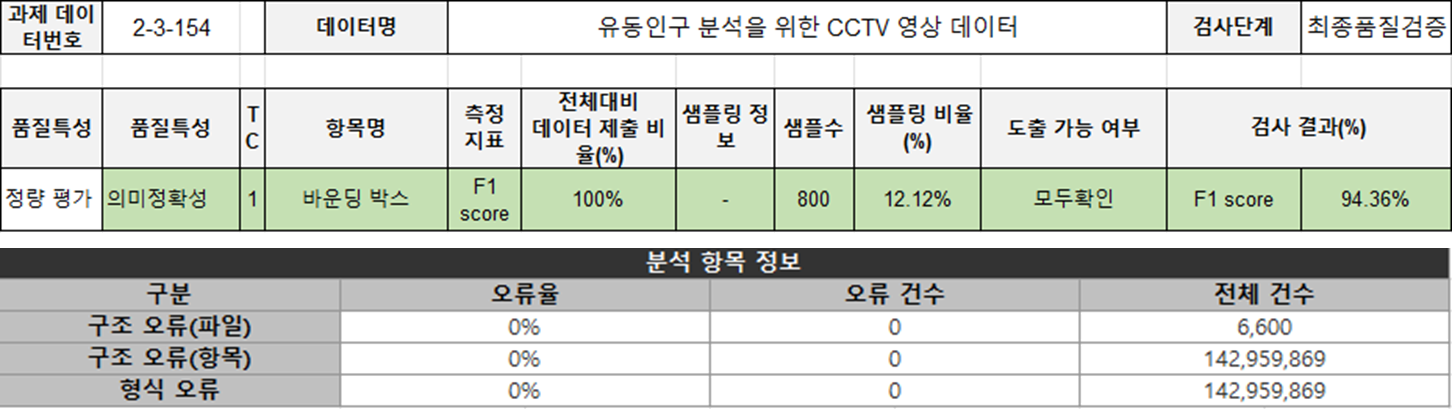 과제 데이터번호 2-3-154 데이터명 유동인구 분석을 위한 CCTV 영상 데이터 검사단계 최종품질검증
품질특성 품질특성 TC 항목명 측정 지표 전체대비 데이터 제출 비율(%) 샘플링 정보 샘플수 샘플링 비율(%) 도출 가능 여부 검사 결과(%)
정량 평가 의미정확성 1 바운딩 박스 F1 score 100% - 800 12.12% 모두확인 F1 score 94.36%
분석 항목 정보
구분 오류율 오류 건수 전체 건수
구조 오류(파일) 0% 0 6,600
구조 오류(항목) 0% 0 142,959,869
형식 오류 0% 0 142,959,869